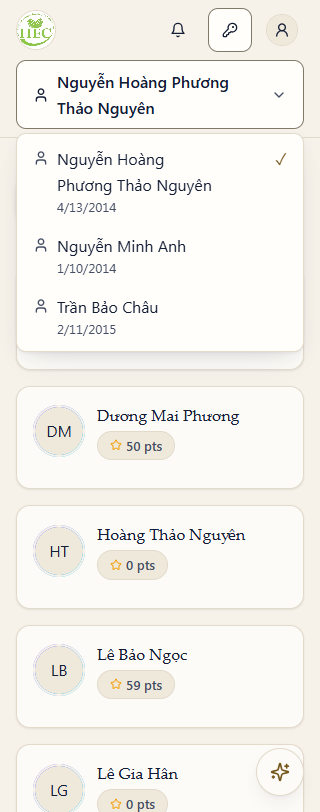 HEC
Nguyễn Hoàng Phương
Thảo Nguyên
Nguyễn Hoàng
Phương Thảo Nguyên
4/13/2014
Nguyễn Minh Anh
1/10/2014
Trần Bảo Châu
2/11/2015
DM
Dương Mai Phương
50 pts
HT
Hoàng Thảo Nguyên
0 pts
LB
Lê Bảo Ngọc
59 pts
LG
Lê Gia Hân
0 pts